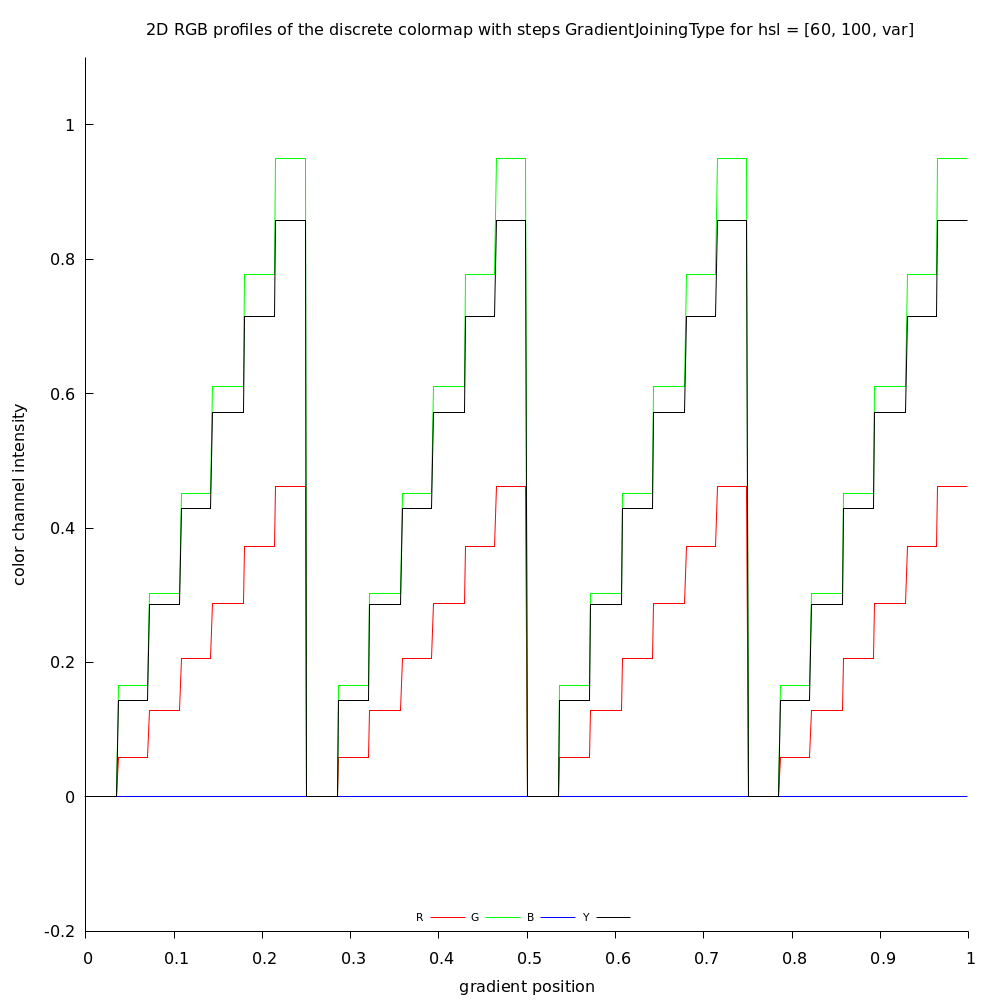 2D RGB profiles of the discrete colormap with steps GradientJoiningType for hsl = [60, 100, var]
1
0.8
0.6
0.4
0.2
0
-0.2
color channel intensity
R G B Y
0 0.1 0.2 0.3 0.4 0.5 0.6 0.7 0.8 0.9 1
gradient position